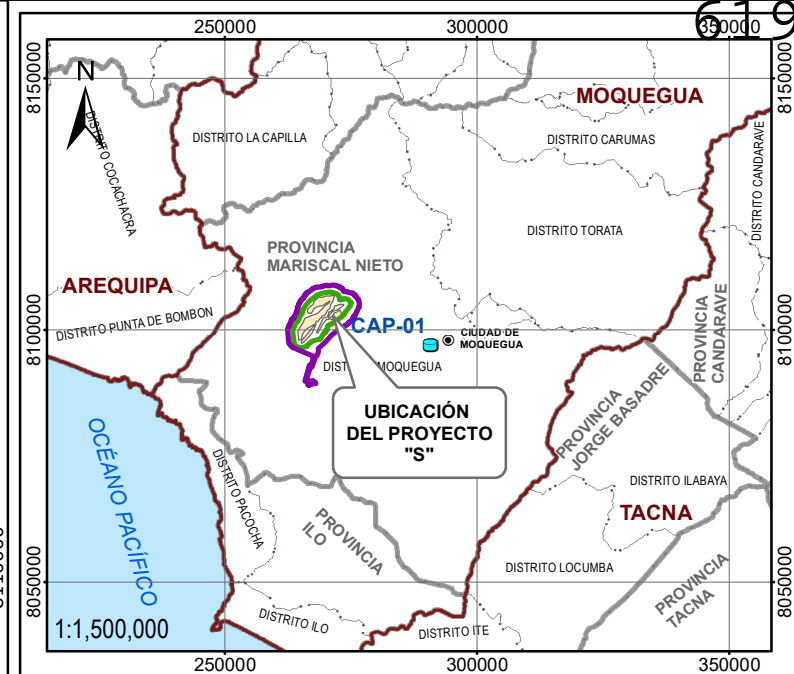 619
250000
300000
350000
8150000
8150000
N
MOQUEGUA
DISTRITO COCACHACRA
DISTRITO LA CAPILLA
DISTRITO CARUMAS
DISTRITO CANDARAVE
DISTRITO TORATA
PROVINCIA
MARISCAL NIETO
AREQUIPA
DISTRITO PUNTA DE BOMBON
8100000
8100000
CAP-01
CIUDAD DE
MOQUEGUA
PROVINCIA
CANDARAVE
DIST MOQUEGUA
UBICACIÓN
DEL PROYECTO
"S"
PROVINCIA
JORGE BASADRE
OCÉANO PACÍFICO
DISTRITO PACOCHA
DISTRITO ILABAYA
TACNA
PROVINCIA
ILO
DISTRITO LOCUMBA
PROVINCIA
TACNA
8050000
8050000
1:1,500,000
DISTRITO ILO
DISTRITO ITE
250000
300000
350000